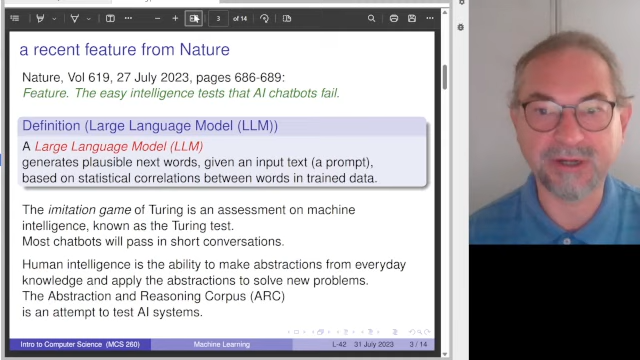 3 of 14
a recent feature from Nature
Nature, Vol 619, 27 July 2023, pages 686-689:
Feature. The easy intelligence tests that AI chatbots fail.
Definition (Large Language Model (LLM))
A Large Language Model (LLM)
generates plausible next words, given an input text (a prompt),
based on statistical correlations between words in trained data.
The imitation game of Turing is an assessment on machine
intelligence, known as the Turing test.
Most chatbots will pass in short conversations.
Human intelligence is the ability to make abstractions from everyday
knowledge and apply the abstractions to solve new problems.
The Abstraction and Reasoning Corpus (ARC)
is an attempt to test AI systems.
Intro to Computer Science (MCS 260) Machine Learning L-42 31 July 2023 3 / 14